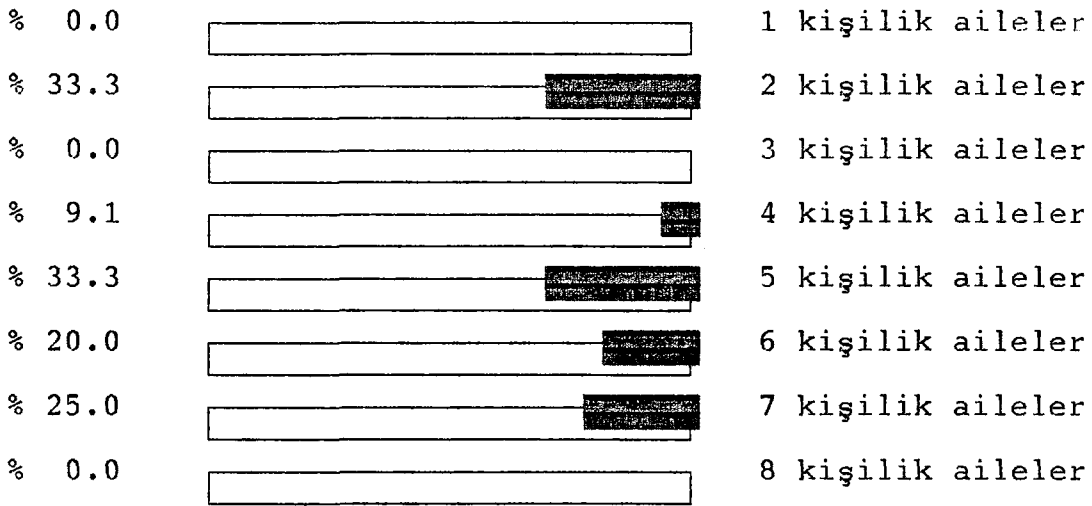 % 0.0 1 kişilik aileler
% 33.3 2 kişilik aileler
% 0.0 3 kişilik aileler
% 9.1 4 kişilik aileler
% 33.3 5 kişilik aileler
% 20.0 6 kişilik aileler
% 25.0 7 kişilik aileler
% 0.0 8 kişilik aileler